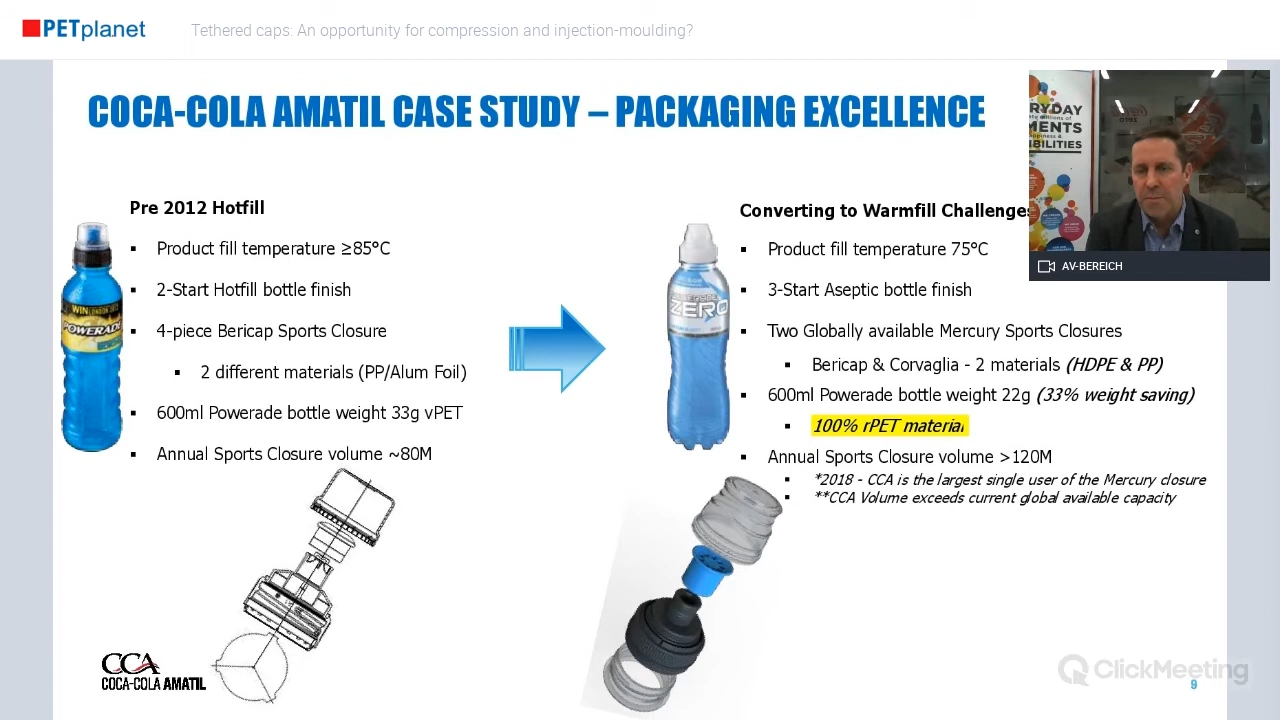 PETplanet
Tethered caps: An opportunity for compression and injection-moulding?
COCA-COLA AMATIL CASE STUDY – PACKAGING EXCELLENCE
Pre 2012 Hotfill
▪ Product fill temperature ≥85°C
▪ 2-Start Hotfill bottle finish
▪ 4-piece Bericap Sports Closure
▪ 2 different materials (PP/Alum Foil)
▪ 600ml Powerade bottle weight 33g vPET
▪ Annual Sports Closure volume ~80M
WIN
POWERADE
Converting to Warmfill Challenges
▪ Product fill temperature 75°C
▪ 3-Start Aseptic bottle finish
▪ Two Globally available Mercury Sports Closures
▪ Bericap & Corvaglia - 2 materials (HDPE & PP)
▪ 600ml Powerade bottle weight 22g (33% weight saving)
▪ 100% rPET material
▪ Annual Sports Closure volume >120M
▪ *2018 - CCA is the largest single user of the Mercury closure
▪ **CCA Volume exceeds current global available capacity
ZERO
RYDAY
MENTS
BILITIES
AV-BEREICH
CCA
COCA-COLA AMATIL
ClickMeeting
9